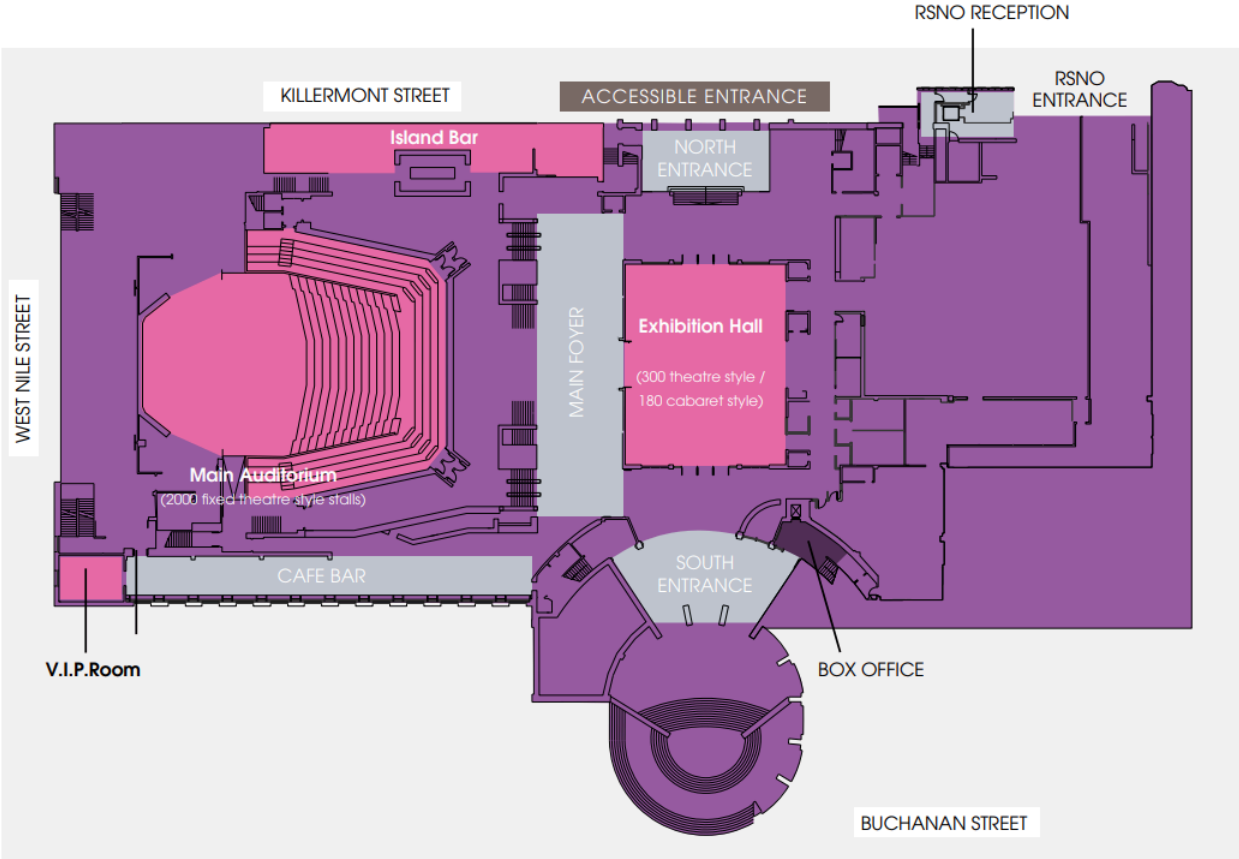 RSNO RECEPTION
RSNO
ENTRANCE
KILLERMONT STREET
ACCESSIBLE ENTRANCE
Island Bar
NORTH
ENTRANCE
WEST NILE STREET
MAIN FOYER
Exhibition Hall
(300 theatre style /
180 cabaret style)
Main Auditorium
(2000 fixed theatre style stalls)
CAFE BAR
SOUTH
ENTRANCE
V.I.P.Room
BOX OFFICE
BUCHANAN STREET